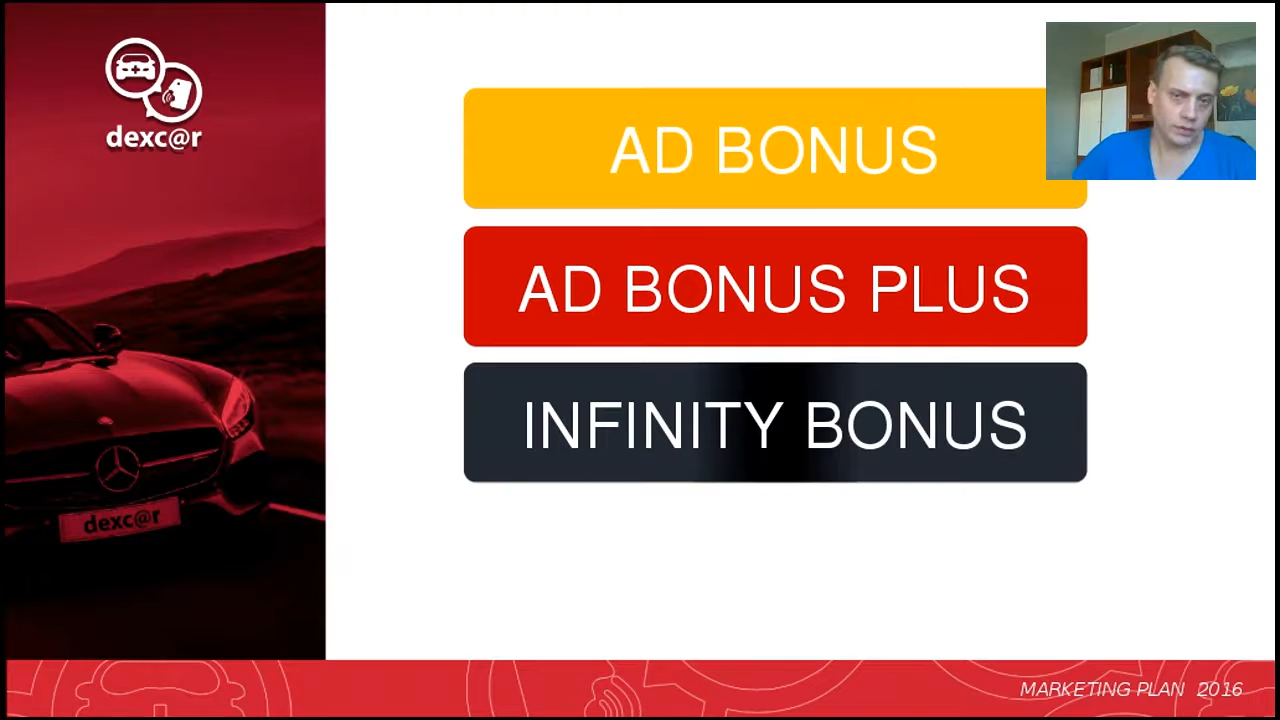 dexc@r
AD BONUS
AD BONUS PLUS
INFINITY BONUS
dexc@r
MARKETING PLAN 2016